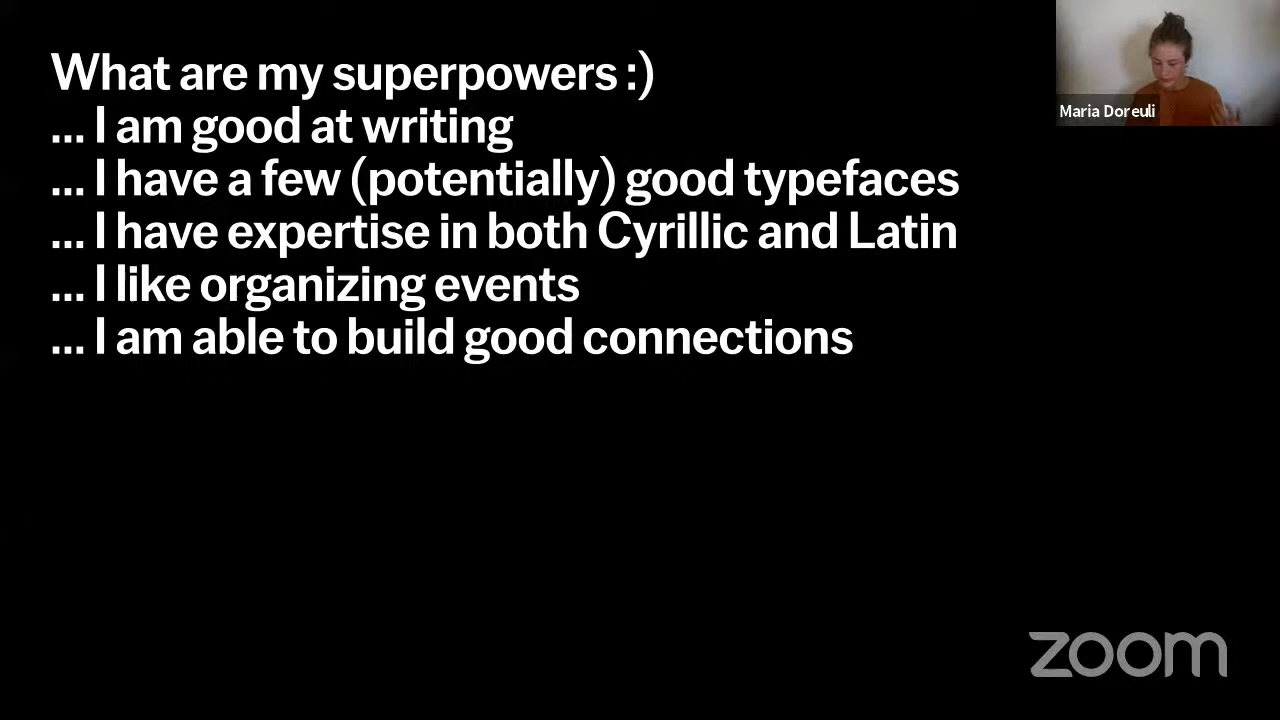 What are my superpowers :)
... I am good at writing
... I have a few (potentially) good typefaces
... I have expertise in both Cyrillic and Latin
... I like organizing events
... I am able to build good connections
Maria Doreuli
zoom